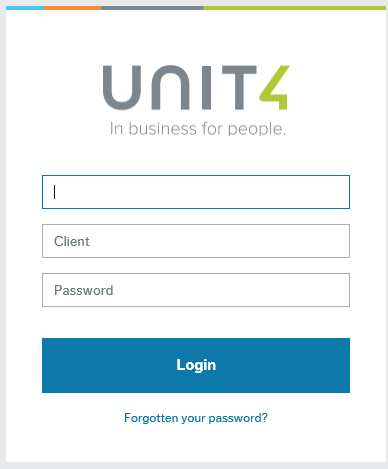 UNIT4
In business for people.
Client
Password
Login
Forgotten your password?